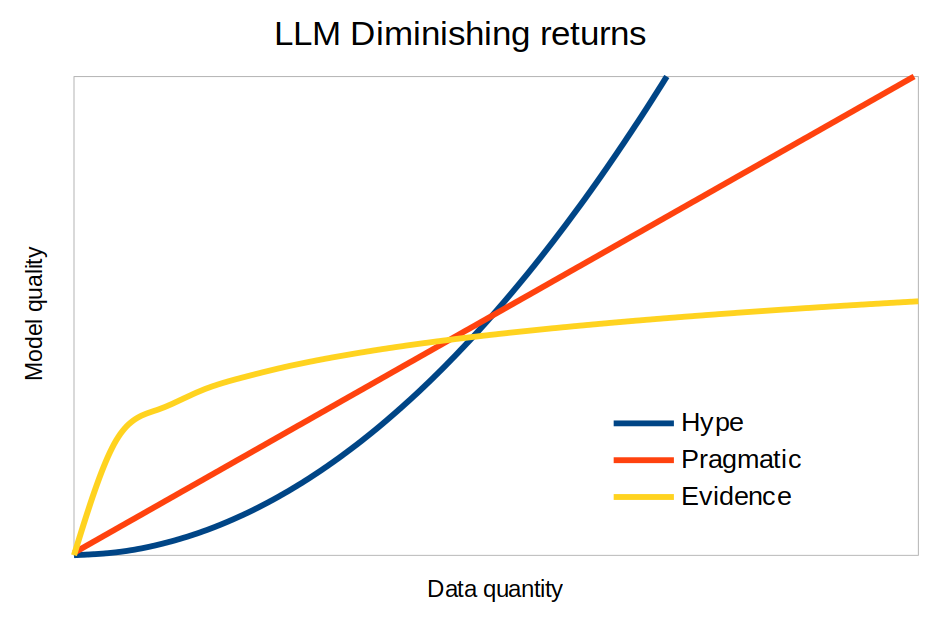 LLM Diminishing returns
Model quality
Hype
Pragmatic
Evidence
Data quantity